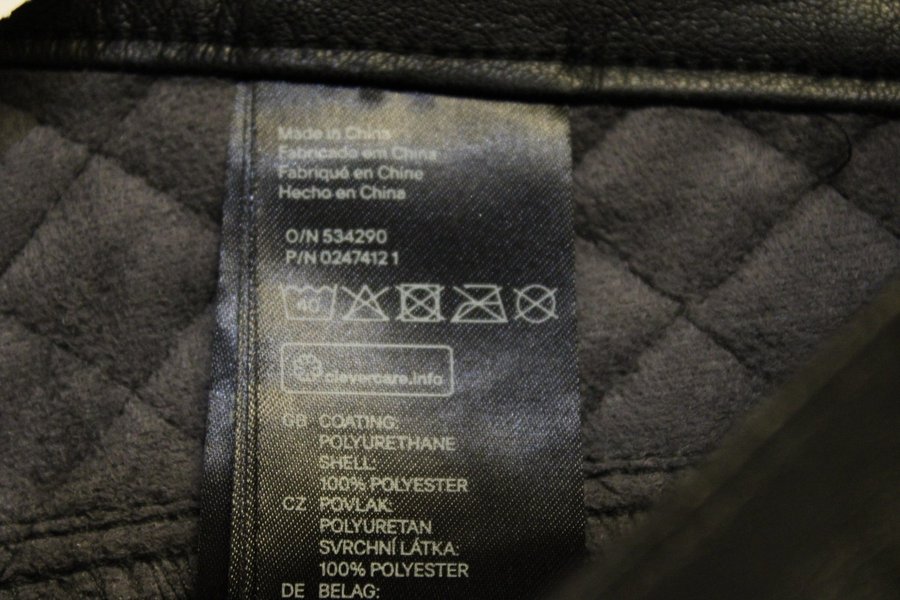 Made in China
Fabricado em China
Fabriqué en Chine
Hecho en China
O/N 534290
P/N 02474121
40
clevercare.info
GB COATING:
POLYURETHANE
SHELL:
100% POLYESTER
CZ POVLAK:
POLYURETAN
SVRCHNÍ LÁTKA:
100% POLYESTER
DE BELAG: